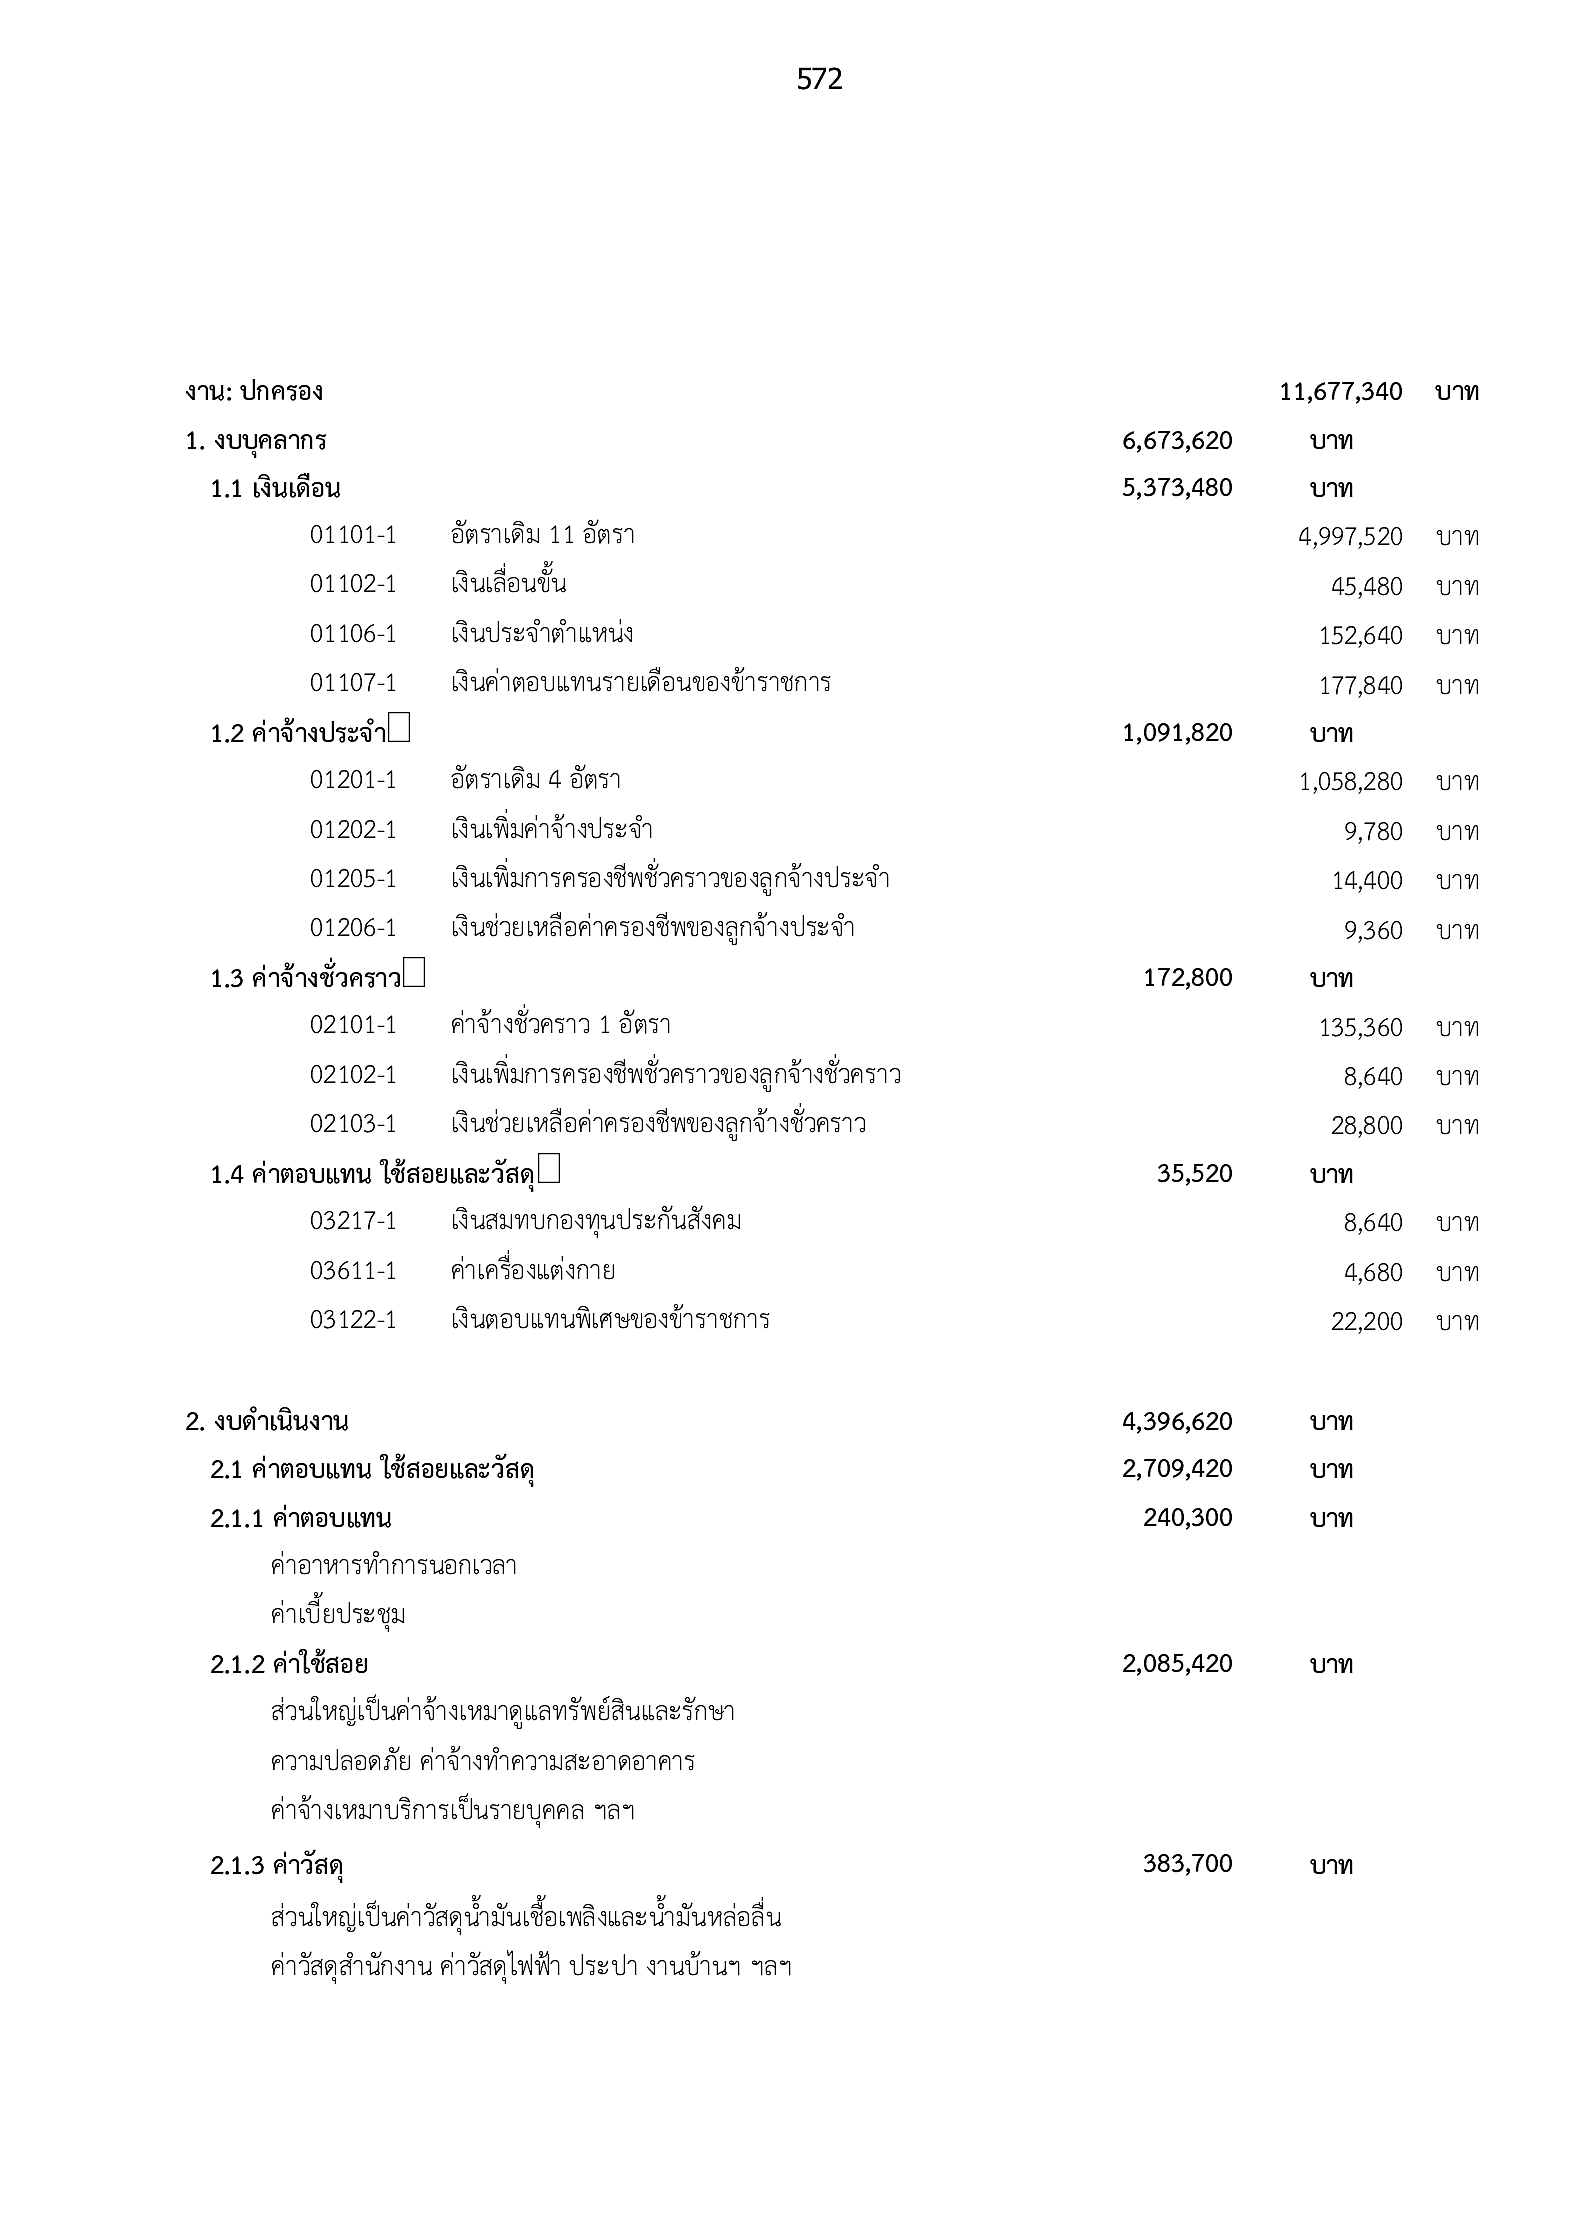 572
งาน: ปกครอง 11,677,340 บาท
1. งบบุคลากร 6,673,620 บาท
1.1 เงินเดือน 5,373,480 บาท
01101-1 อัตราเดิม 11 อัตรา 4,997,520 บาท
01102-1 เงินเลื่อนขั้น 45,480 บาท
01106-1 เงินประจำตำแหน่ง 152,640 บาท
01107-1 เงินค่าตอบแทนรายเดือนของข้าราชการ 177,840 บาท
1.2 ค่าจ้างประจำ 1,091,820 บาท
01201-1 อัตราเดิม 4 อัตรา 1,058,280 บาท
01202-1 เงินเพิ่มค่าจ้างประจำ 9,780 บาท
01205-1 เงินเพิ่มการครองชีพชั่วคราวของลูกจ้างประจำ 14,400 บาท
01206-1 เงินช่วยเหลือค่าครองชีพของลูกจ้างประจำ 9,360 บาท
1.3 ค่าจ้างชั่วคราว 172,800 บาท
02101-1 ค่าจ้างชั่วคราว 1 อัตรา 135,360 บาท
02102-1 เงินเพิ่มการครองชีพชั่วคราวของลูกจ้างชั่วคราว 8,640 บาท
02103-1 เงินช่วยเหลือค่าครองชีพของลูกจ้างชั่วคราว 28,800 บาท
1.4 ค่าตอบแทน ใช้สอยและวัสดุ 35,520 บาท
03217-1 เงินสมทบกองทุนประกันสังคม 8,640 บาท
03611-1 ค่าเครื่องแต่งกาย 4,680 บาท
03122-1 เงินตอบแทนพิเศษของข้าราชการ 22,200 บาท
2. งบดำเนินงาน 4,396,620 บาท
2.1 ค่าตอบแทน ใช้สอยและวัสดุ 2,709,420 บาท
2.1.1 ค่าตอบแทน 240,300 บาท
ค่าอาหารทำการนอกเวลา
ค่าเบี้ยประชุม
2.1.2 ค่าใช้สอย 2,085,420 บาท
ส่วนใหญ่เป็นค่าจ้างเหมาดูแลทรัพย์สินและรักษา
ความปลอดภัย ค่าจ้างทำความสะอาดอาคาร
ค่าจ้างเหมาบริการเป็นรายบุคคล ฯลฯ
2.1.3 ค่าวัสดุ 383,700 บาท
ส่วนใหญ่เป็นค่าวัสดุน้ำมันเชื้อเพลิงและน้ำมันหล่อลื่น
ค่าวัสดุสำนักงาน ค่าวัสดุไฟฟ้า ประปา งานบ้านฯ ฯลฯ